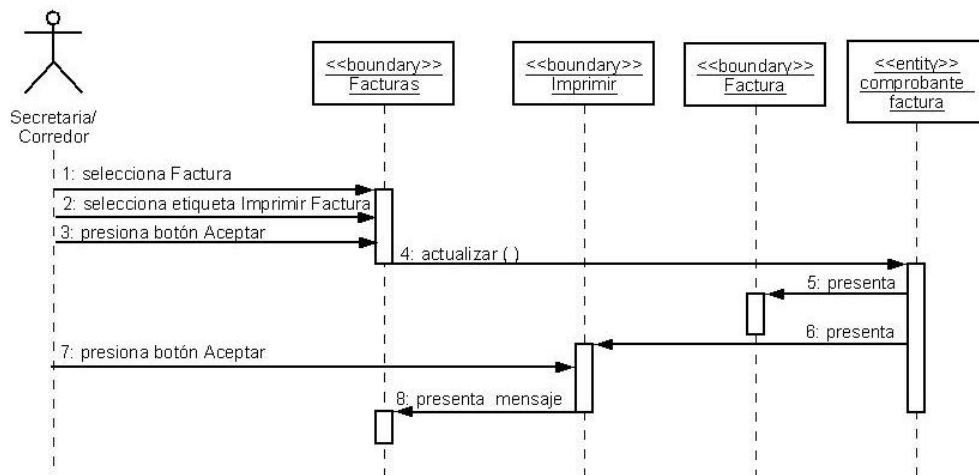 Secretaria/
Corredor
<<boundary>>
Facturas
<<boundary>>
Imprimir
<<boundary>>
Factura
<<entity>>
comprobante_
factura
1: selecciona Factura
2: selecciona etiqueta Imprimir Factura
3: presiona botón Aceptar
4: actualizar ( )
5: presenta
6: presenta
7: presiona botón Aceptar
8: presenta mensaje